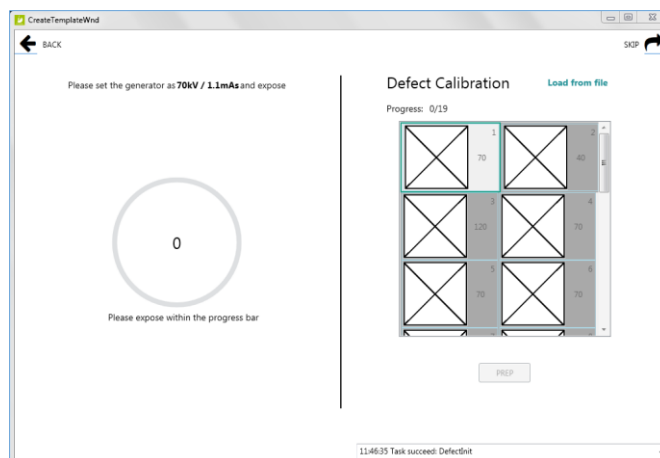 CreateTemplateWnd
BACK
SKIP
Please set the generator as 70kV / 1.1mAs and expose
0
Please expose within the progress bar
Defect Calibration
Load from file
Progress: 0/19
1
70
2
40
3
120
4
70
5
70
6
70
PREP
11:46:35 Task succeed: DefectInit